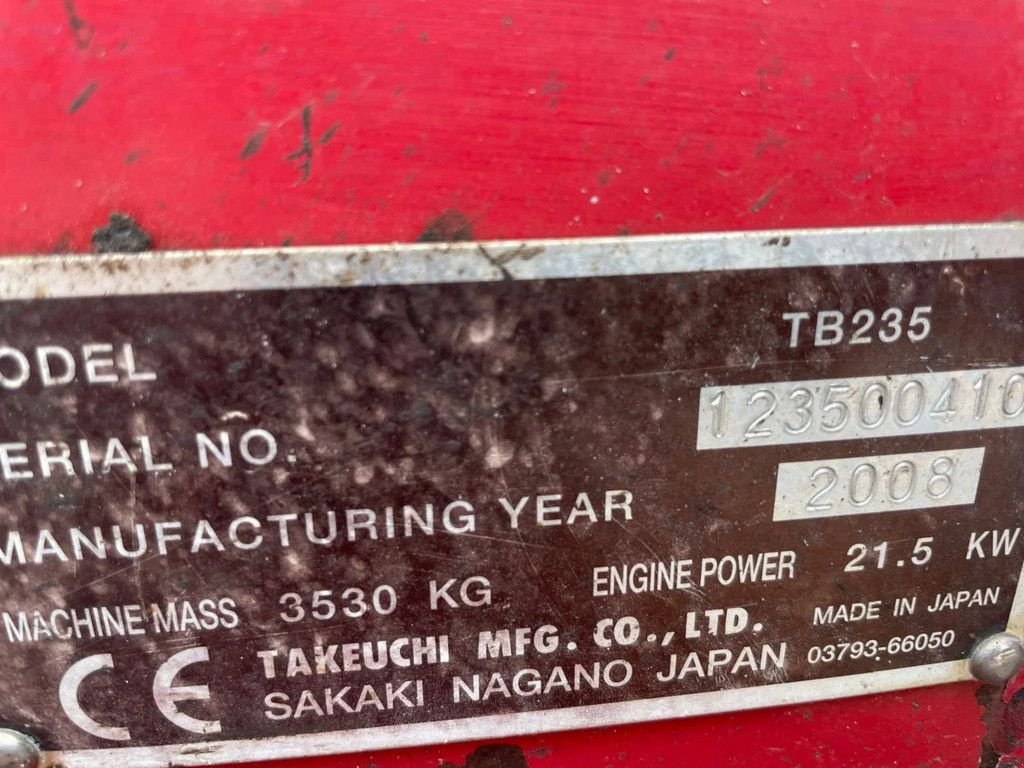 ODEL TB235
ERIAL NO. 123500410
MANUFACTURING YEAR 2008
MACHINE MASS 3530 KG ENGINE POWER 21.5 KW
CE TAKEUCHI MFG. CO., LTD. MADE IN JAPAN
SAKAKI NAGANO JAPAN 03793-66050